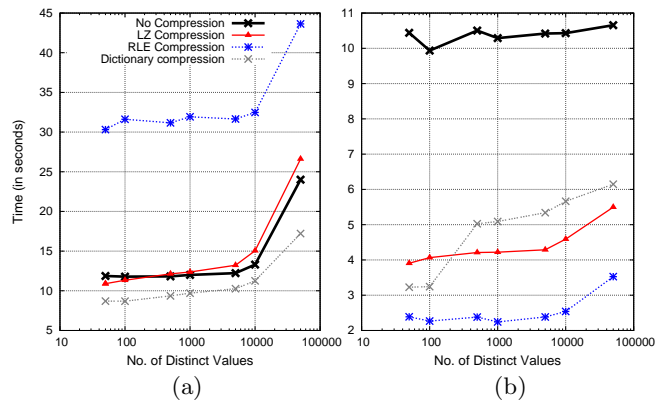 No Compression
LZ Compression
RLE Compression
Dictionary compression
Time (in seconds)
45
40
35
30
25
20
15
10
5
10 100 1000 10000 100000
No. of Distinct Values
(a)
11
10
9
8
7
6
5
4
3
2
10 100 1000 10000 100000
No. of Distinct Values
(b)